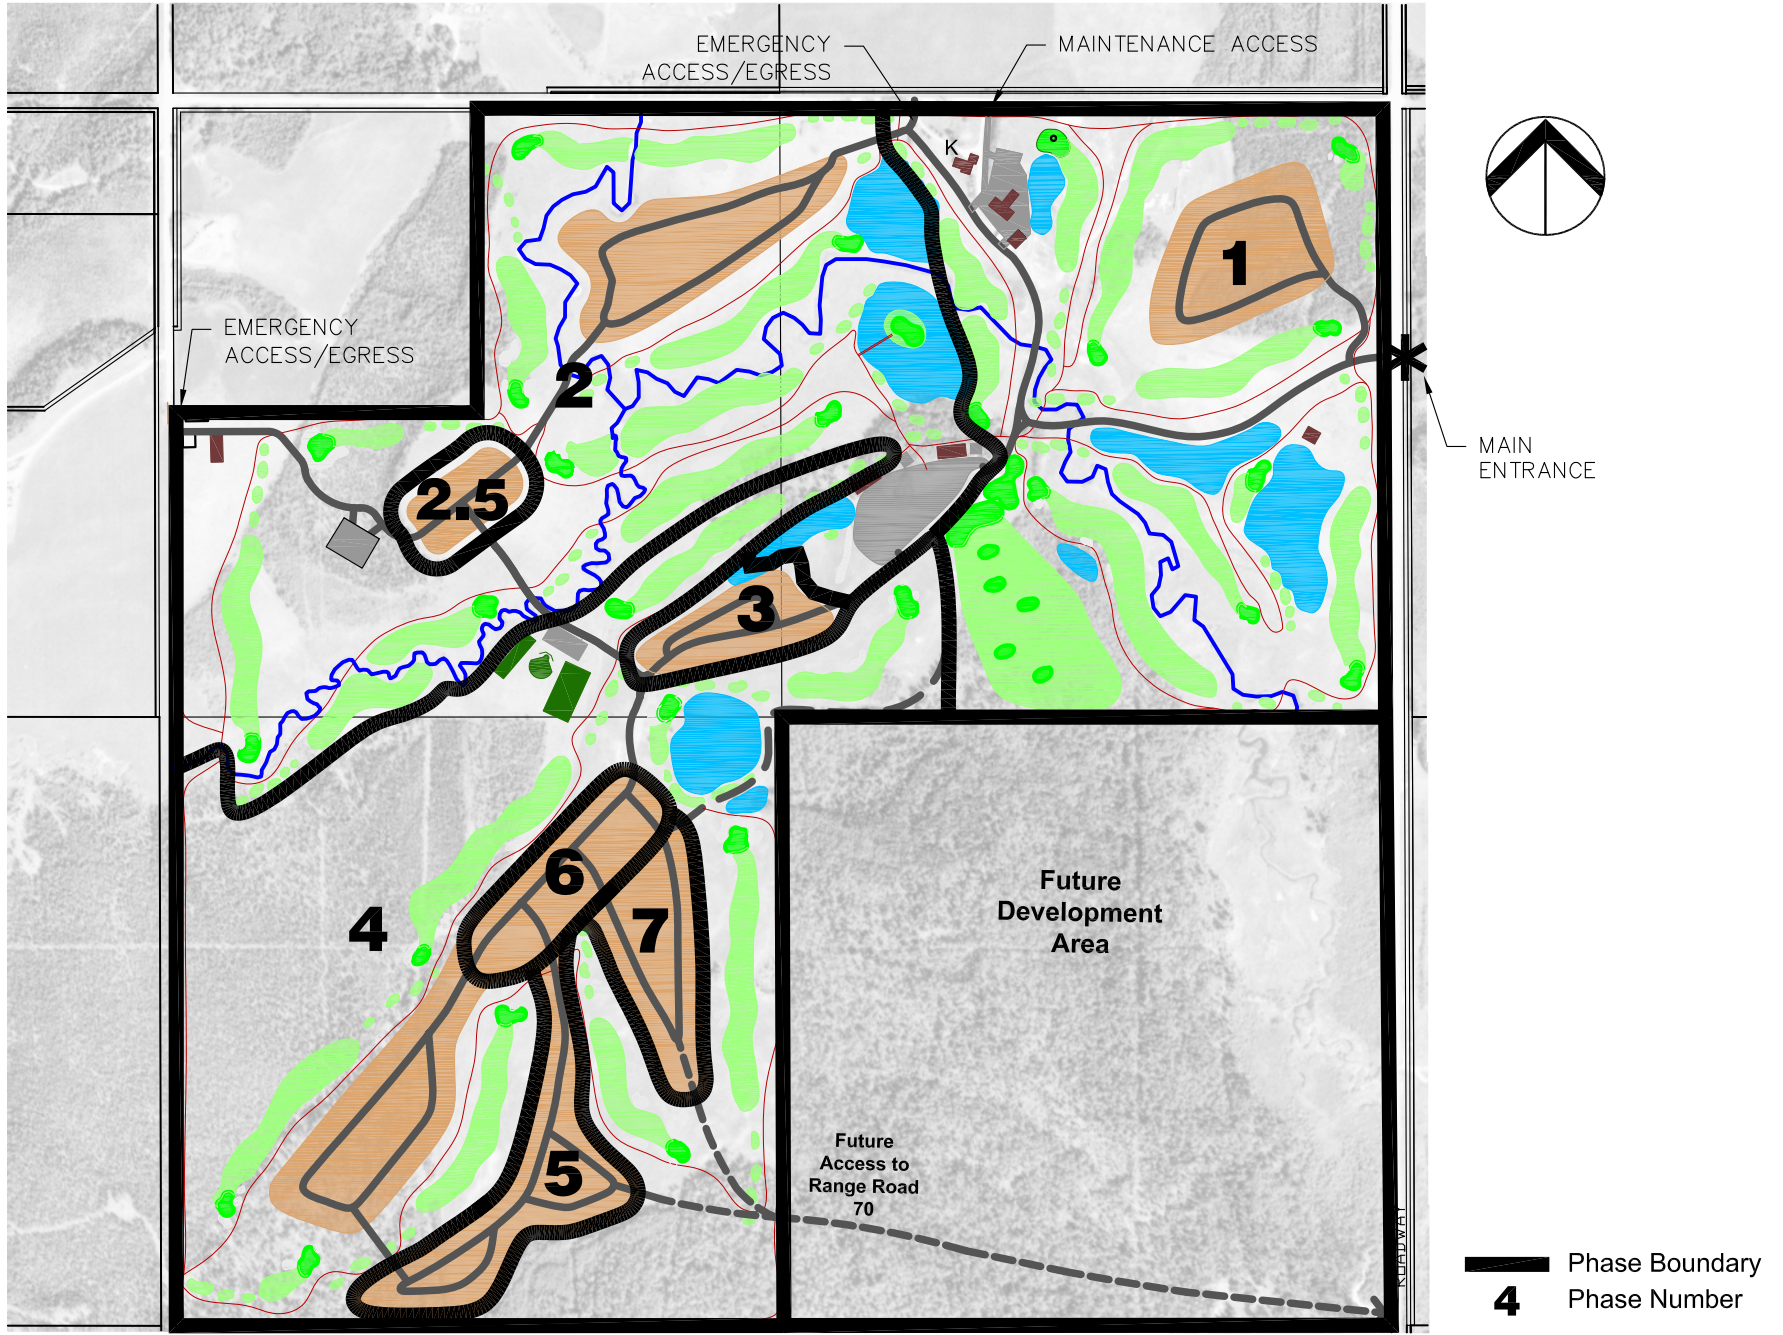 EMERGENCY
ACCESS/EGRESS
MAINTENANCE ACCESS
K
1
EMERGENCY
ACCESS/EGRESS
2
MAIN
ENTRANCE
2.5
3
6
4
7
Future
Development
Area
5
Future
Access to
Range Road
70
ROADWAY
Phase Boundary
4 Phase Number